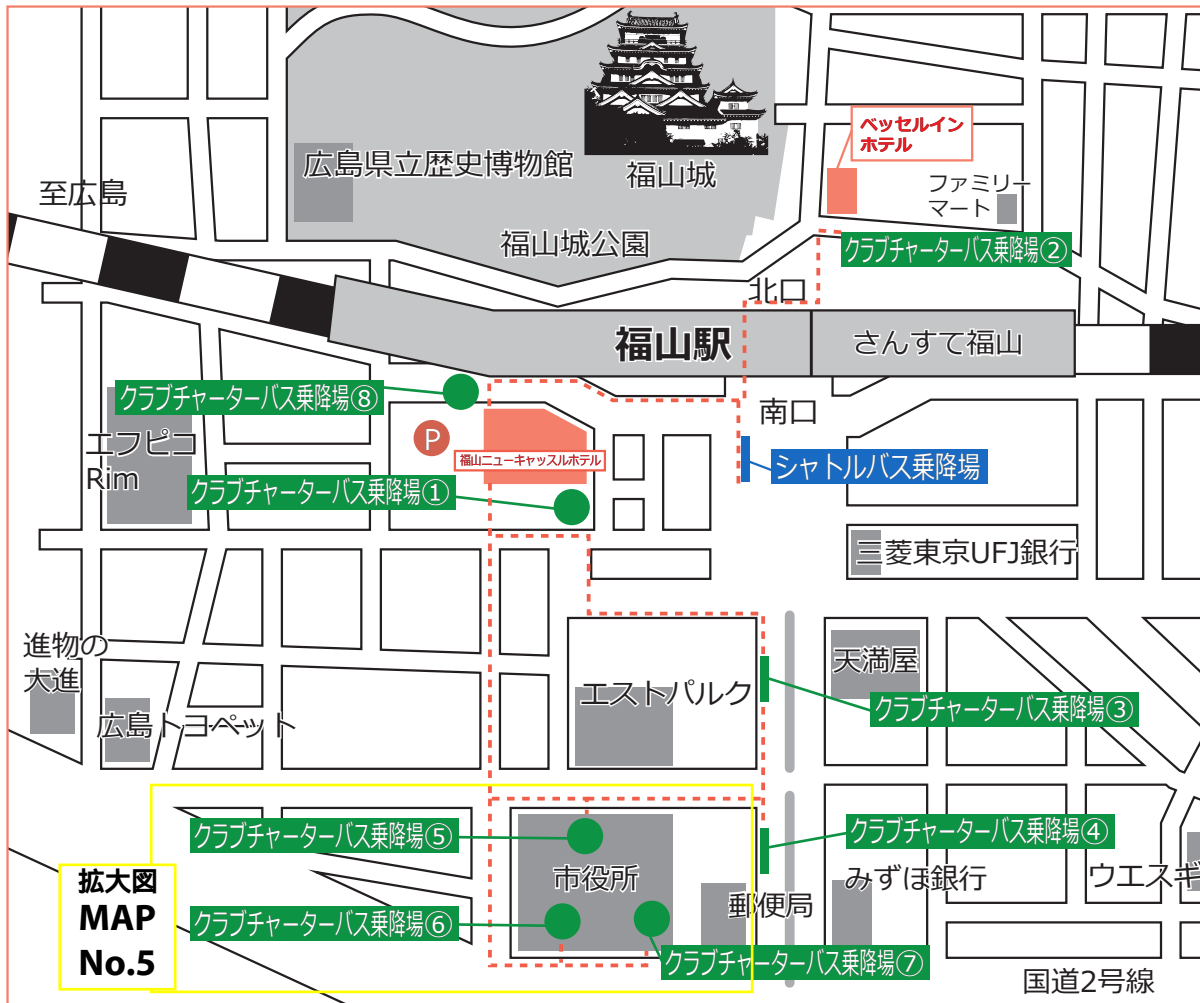 ベッセルイン
ホテル
広島県立歴史博物館
福山城
ファミリー
マート
至広島
福山城公園
クラブチャーターバス乗降場②
北口
福山駅
さんすて福山
クラブチャーターバス乗降場⑧
南口
エフピコ
Rim
P
福山ニューキャッスルホテル
シャトルバス乗降場
クラブチャーターバス乗降場①
三菱東京UFJ銀行
進物の
大進
エストパルク
天満屋
クラブチャーターバス乗降場③
広島トヨペット
クラブチャーターバス乗降場⑤
クラブチャーターバス乗降場④
市役所
みずほ銀行
ウエスギ
拡大図
MAP
No.5
郵便局
クラブチャーターバス乗降場⑥
クラブチャーターバス乗降場⑦
国道2号線